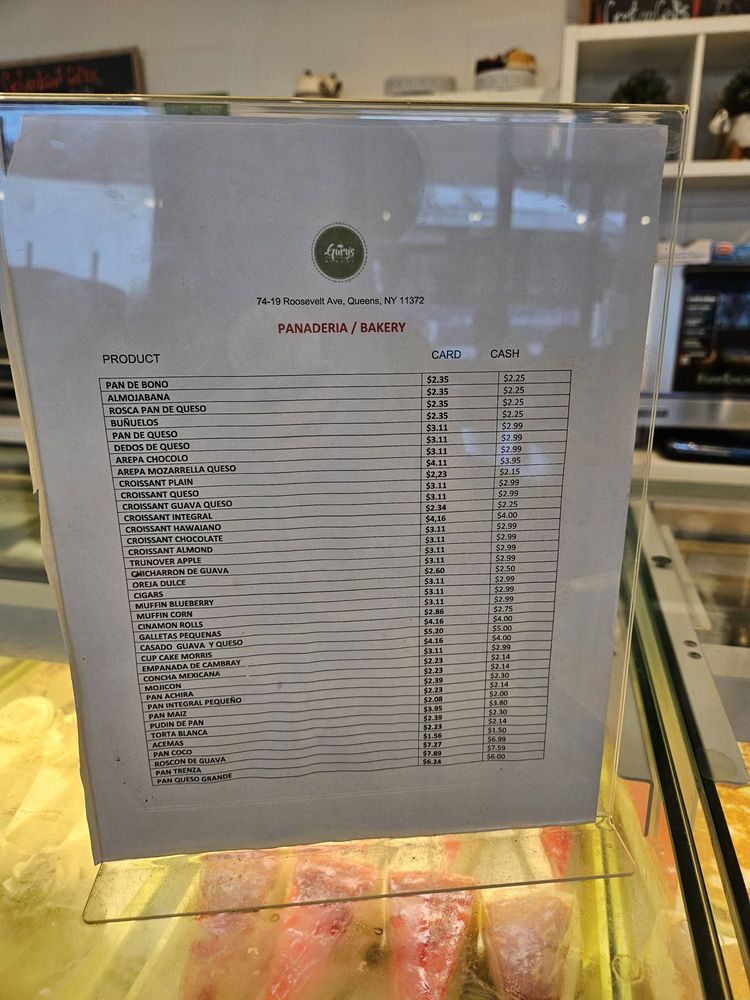 Gury's
BAKERY
74-19 Roosevelt Ave, Queens, NY 11372
PANADERIA / BAKERY
PRODUCT CARD CASH
PAN DE BONO $2.35 $2.25
ALMOJABANA $2.35 $2.25
ROSCA PAN DE QUESO $2.35 $2.25
BUÑUELOS $2.35 $2.25
PAN DE QUESO $3.11 $2.99
DEDOS DE QUESO $3.11 $2.99
AREPA CHOCOLO $3.11 $2.99
AREPA MOZARRELLA QUESO $4.11 $3.95
CROISSANT PLAIN $2,23 $2.15
CROISSANT QUESO $3.11 $2.99
CROISSANT GUAVA QUESO $3.11 $2.99
CROISSANT INTEGRAL $2.34 $2.25
CROISSANT HAWAIANO $4,16 $4.00
CROISSANT CHOCOLATE $3.11 $2.99
CROISSANT ALMOND $3.11 $2.99
TRUNOVER APPLE $3.11 $2.99
CHICHARRON DE GUAVA $3.11 $2.99
OREJA DULCE $2.60 $2.50
CIGARS $3.11 $2.99
MUFFIN BLUEBERRY $3.11 $2.99
MUFFIN CORN $3.11 $2.99
CINAMON ROLLS $2.86 $2.75
GALLETAS PEQUENAS $4.16 $4.00
CASADO GUAVA Y QUESO $5.20 $5.00
CUP CAKE MORRIS $4.16 $4.00
EMPANADA DE CAMBRAY $3.11 $2.99
CONCHA MEXICANA $2.23 $2.14
MOJICON $2.23 $2.14
PAN ACHIRA $2.39 $2.30
PAN INTEGRAL PEQUEÑO $2.23 $2.14
PAN MAIZ $2.08 $2.00
PUDIN DE PAN $3.95 $3.80
TORTA BLANCA $2.39 $2.30
ACEMAS $2.23 $2.14
PAN COCO $1.56 $1.50
ROSCON DE GUAVA $7.27 $6.99
PAN TRENZA $7.89 $7.59
PAN QUESO GRANDE $6.24 $6.00